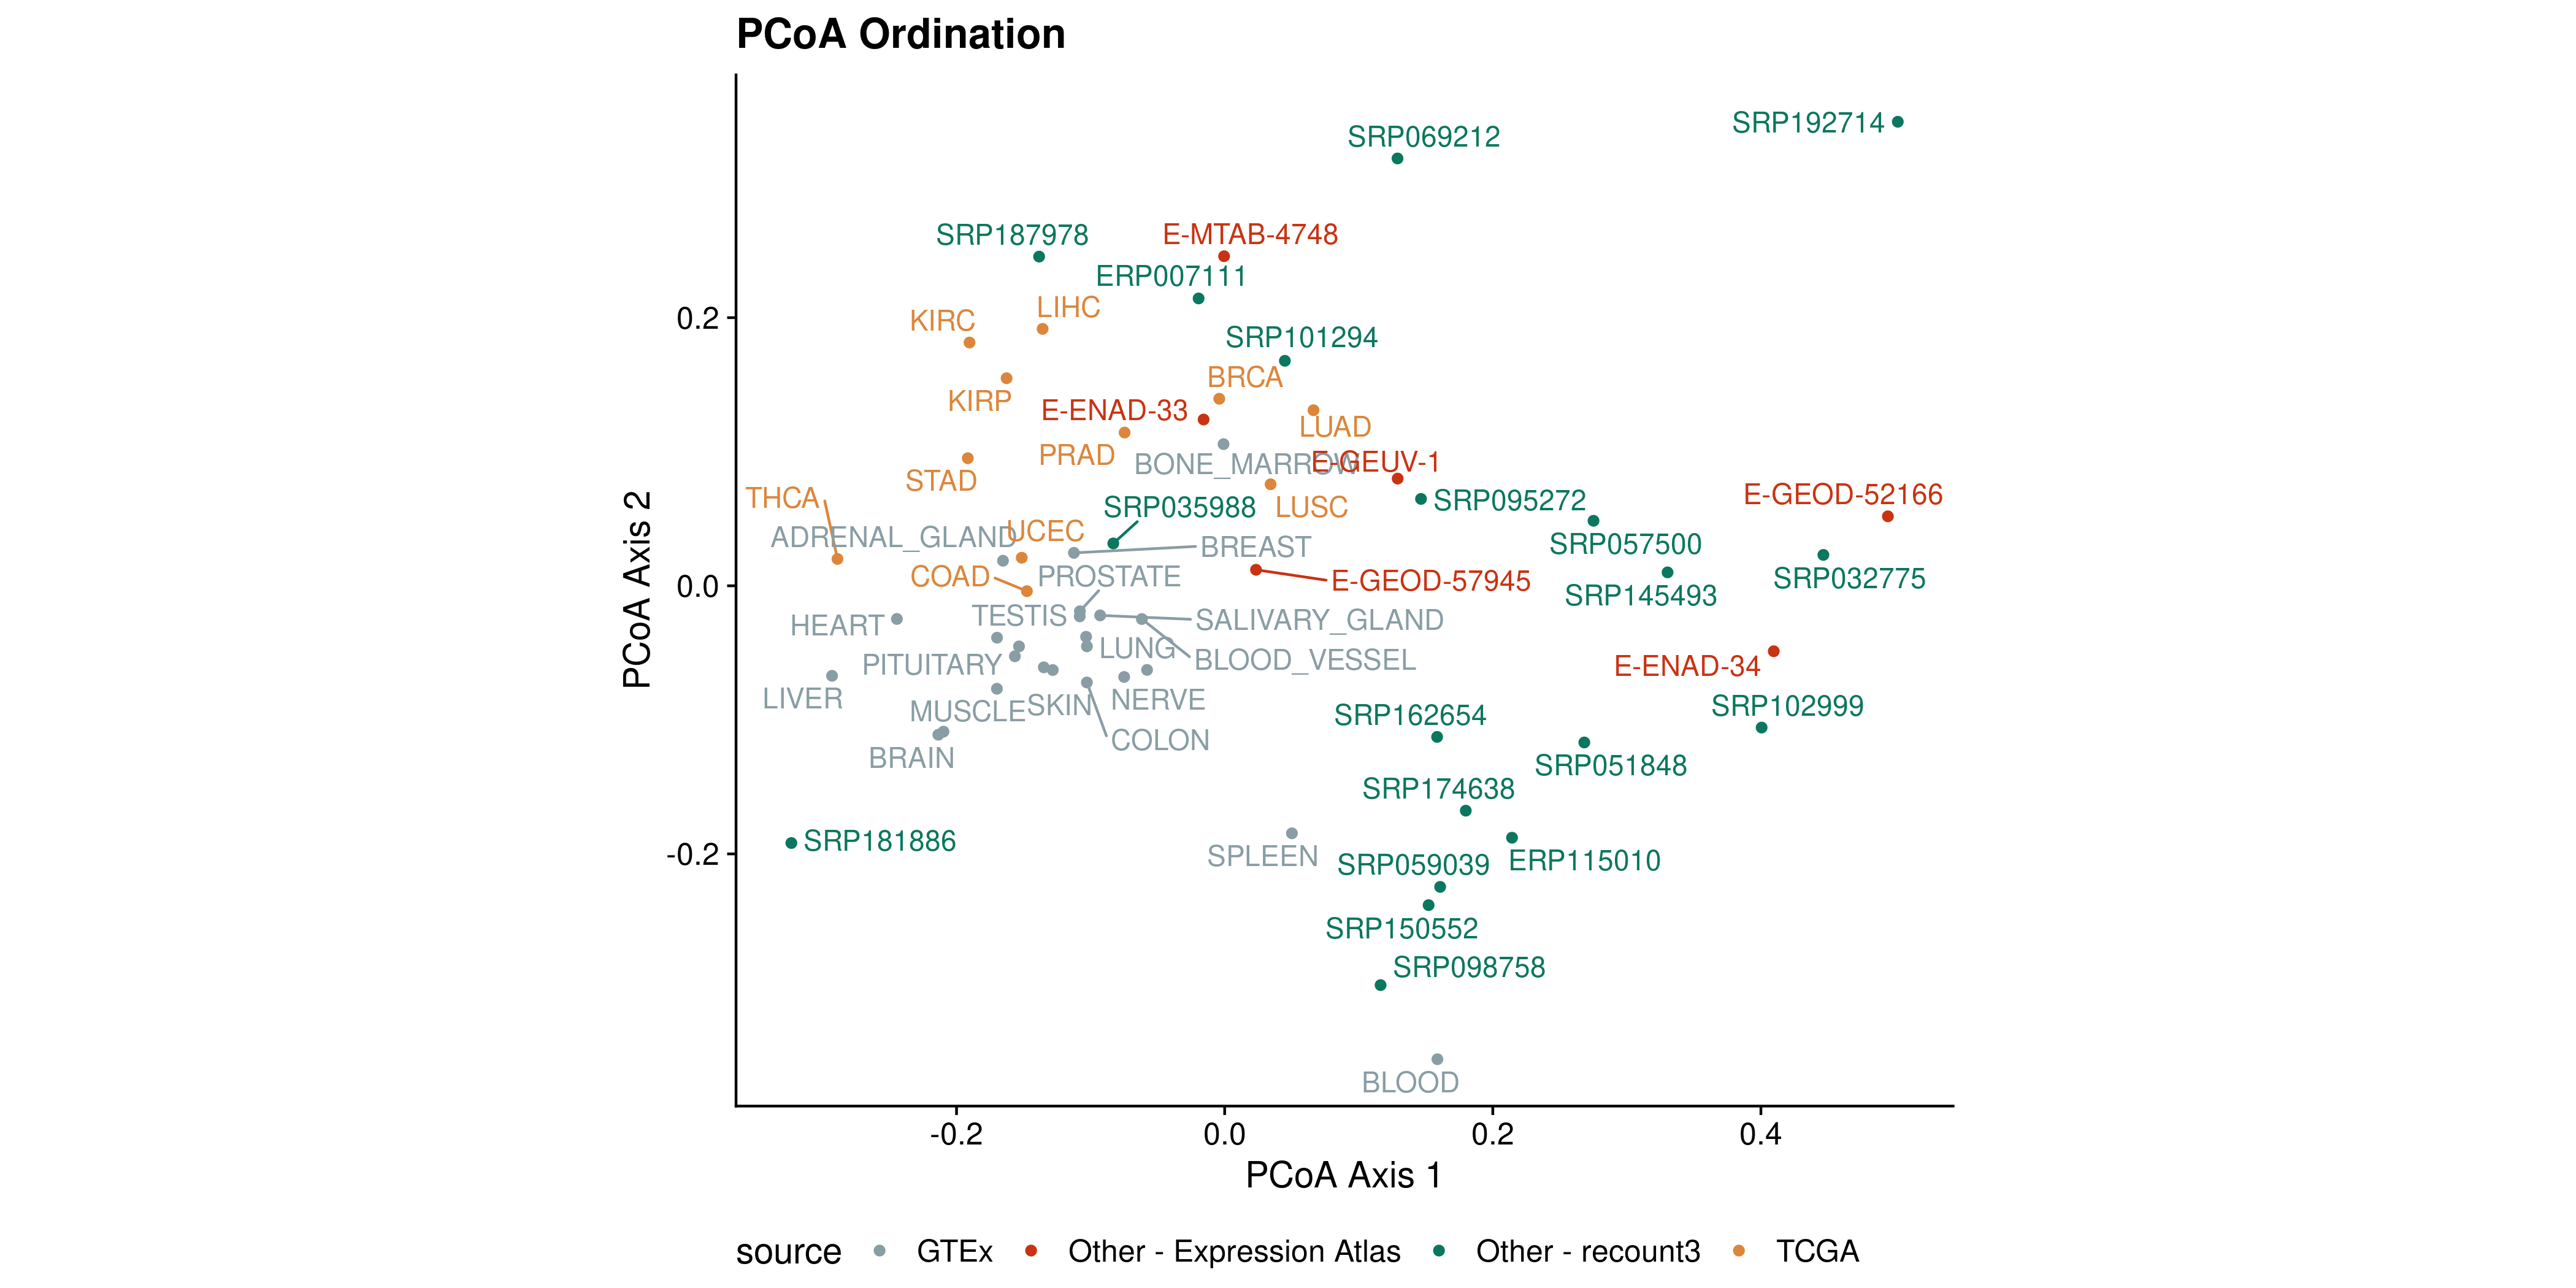 PCoA Ordination
SRP192714
SRP069212
SRP187978
E-MTAB-4748
ERP007111
LIHC
KIRC
0.2
SRP101294
BRCA
KIRP
E-ENAD-33
LUAD
PRAD
BONE_MARROW
E-GEUV-1
STAD
THCA
SRP035988
LUSC
SRP095272
E-GEOD-52166
ADRENAL_GLAND
UCEC
BREAST
SRP057500
COAD
PROSTATE
E-GEOD-57945
SRP032775
0.0
SRP145493
PCoA Axis 2
HEART
TESTIS
SALIVARY_GLAND
PITUITARY
LUNG
BLOOD_VESSEL
E-ENAD-34
LIVER
MUSCLE
SKIN
NERVE
SRP162654
SRP102999
BRAIN
COLON
SRP051848
SRP174638
SRP181886
-0.2
SPLEEN
SRP059039
ERP115010
SRP150552
SRP098758
BLOOD
-0.2 0.0 0.2 0.4
PCoA Axis 1
source GTEx Other - Expression Atlas Other - recount3 TCGA